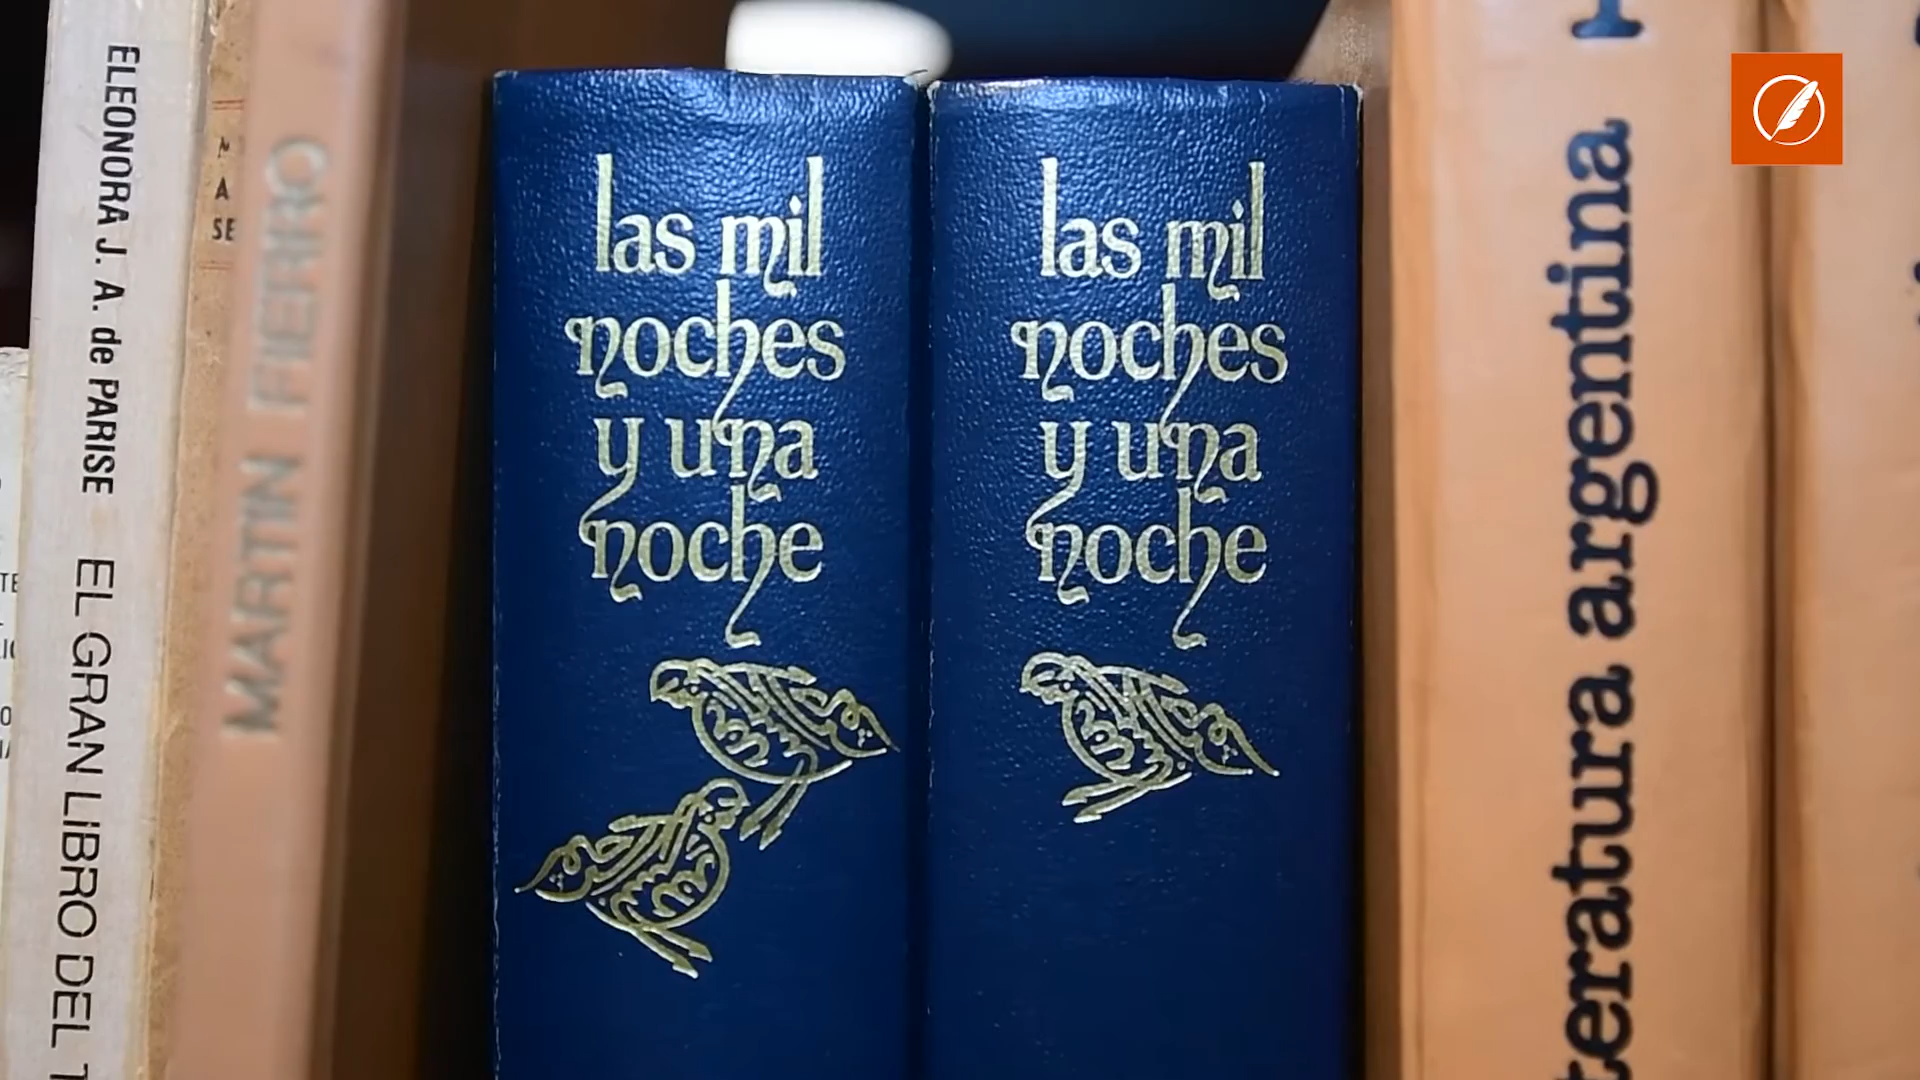 ELEONORA J. A. de PARISE EL GRAN LIBRO DEL
A
SE
MARTIN FIERRO
las mil
noches
y una
noche
las mil
noches
y una
noche
teratura argentina